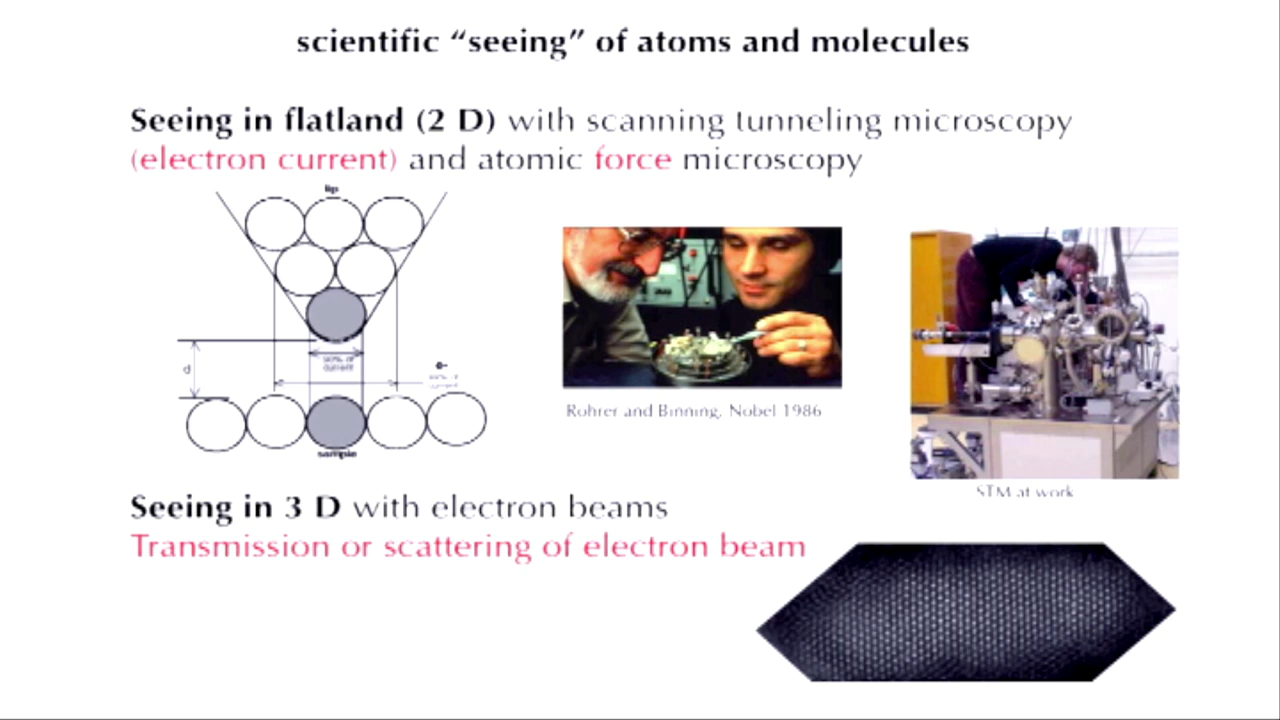 scientific “seeing” of atoms and molecules
Seeing in flatland (2 D) with scanning tunneling microscopy
(electron current) and atomic force microscopy
tip
d
current
e-
current
sample
Rohrer and Binning. Nobel 1986
STM at work
Seeing in 3 D with electron beams
Transmission or scattering of electron beam